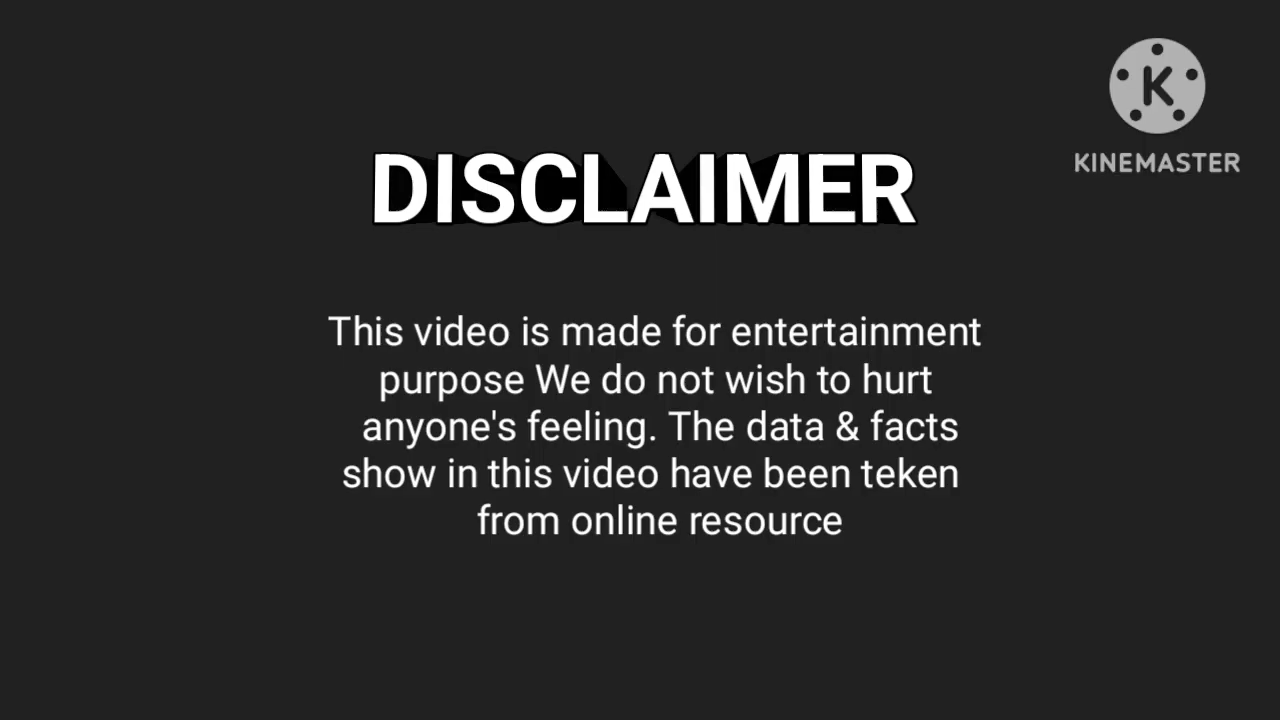 K
KINEMASTER
DISCLAIMER
This video is made for entertainment
purpose We do not wish to hurt
anyone's feeling. The data & facts
show in this video have been teken
from online resource